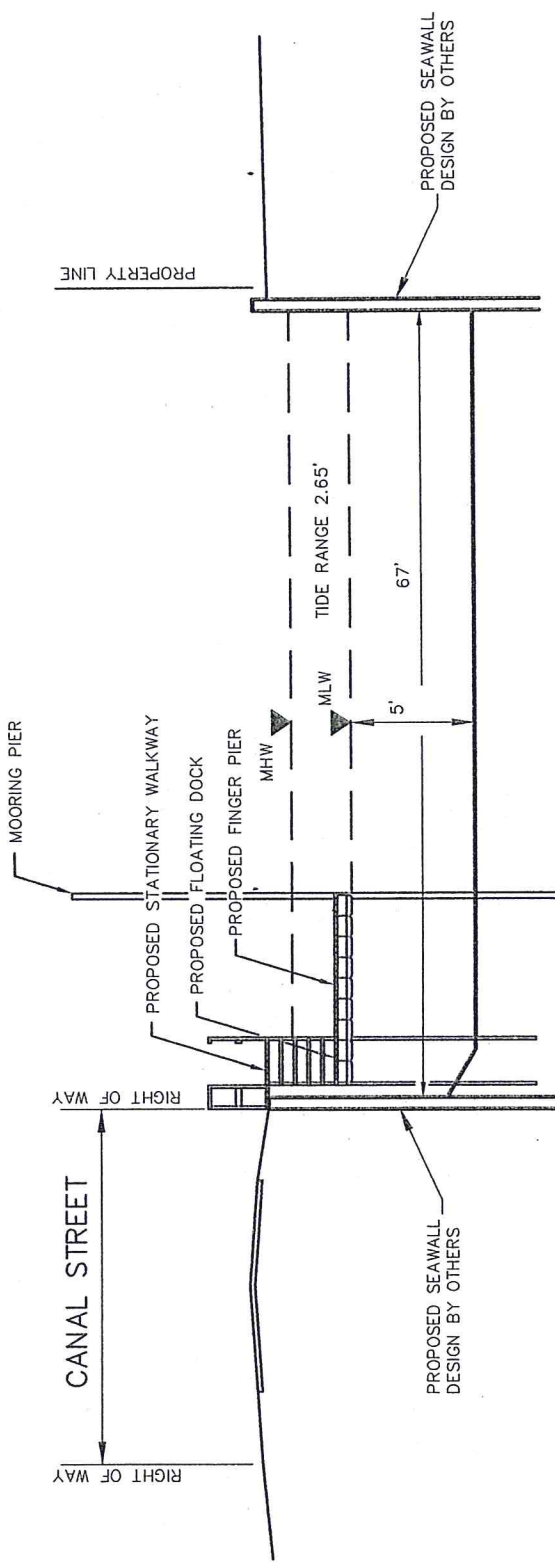 MOORING PIER
PROPOSED STATIONARY WALKWAY
PROPOSED FLOATING DOCK
PROPOSED FINGER PIER
RIGHT OF WAY
CANAL STREET
RIGHT OF WAY
PROPERTY LINE
MHW
MLW
TIDE RANGE 2.65'
5'
67'
PROPOSED SEAWALL
DESIGN BY OTHERS
PROPOSED SEAWALL
DESIGN BY OTHERS